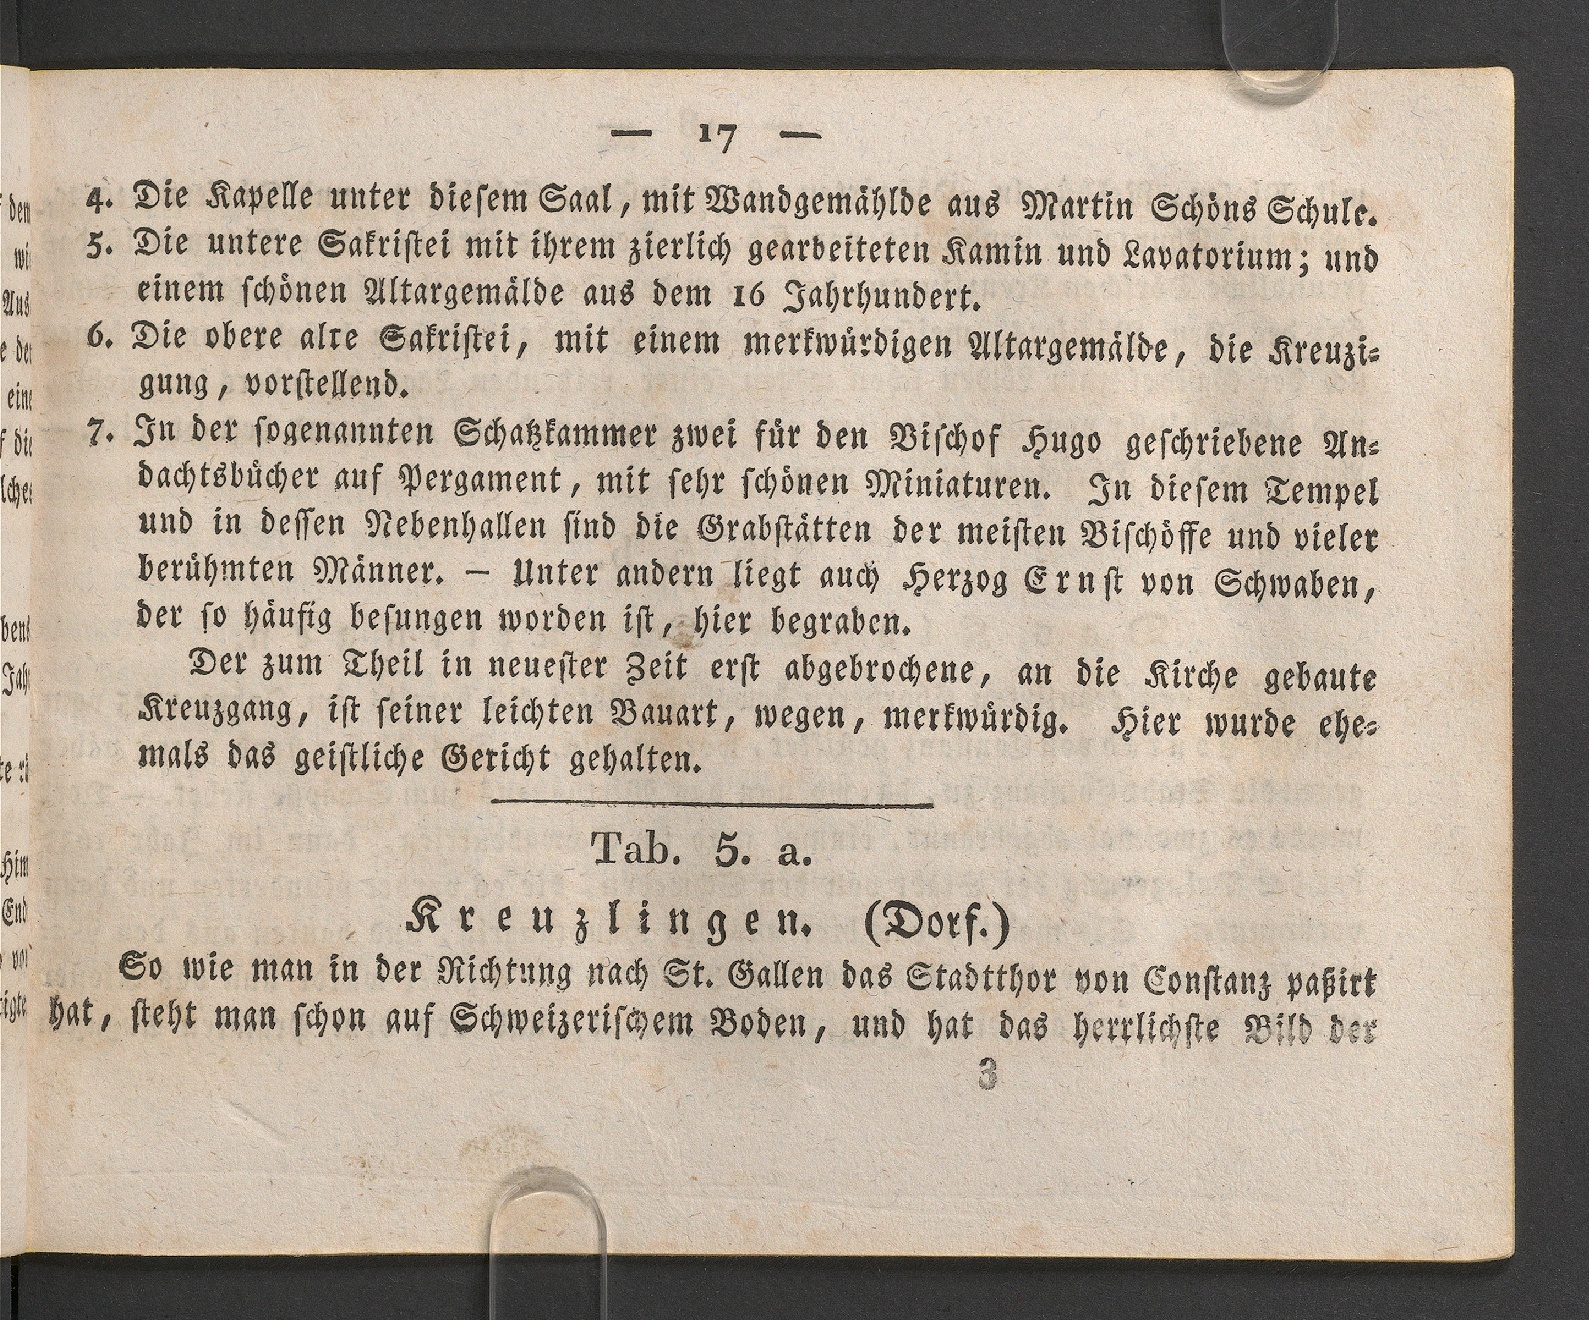 — 17 —
4. Die Kapelle unter diesem Saal, mit Wandgemählde aus Martin Schöns Schule.
5. Die untere Sakristei mit ihrem zierlich gearbeiteten Kamin und Lavatorium; und
einem schönen Altargemälde aus dem 16 Jahrhundert.
6. Die obere alte Sakristei, mit einem merkwürdigen Altargemälde, die Kreuzi-
gung, vorstellend.
7. In der sogenannten Schatzkammer zwei für den Bischof Hugo geschriebene An-
dachtsbücher auf Pergament, mit sehr schönen Miniaturen. In diesem Tempel
und in dessen Nebenhallen sind die Grabstätten der meisten Bischöffe und vieler
berühmten Männer. — Unter andern liegt auch Herzog Ernst von Schwaben,
der so häufig besungen worden ist, hier begraben.
Der zum Theil in neuester Zeit erst abgebrochene, an die Kirche gebaute
Kreuzgang, ist seiner leichten Bauart, wegen, merkwürdig. Hier wurde ehe-
mals das geistliche Gericht gehalten.
Tab. 5. a.
Kreuzlingen. (Dorf.)
So wie man in der Richtung nach St. Gallen das Stadtthor von Constanz paßirt
hat, steht man schon auf Schweizerischem Boden, und hat das herrlichste Bild der
3